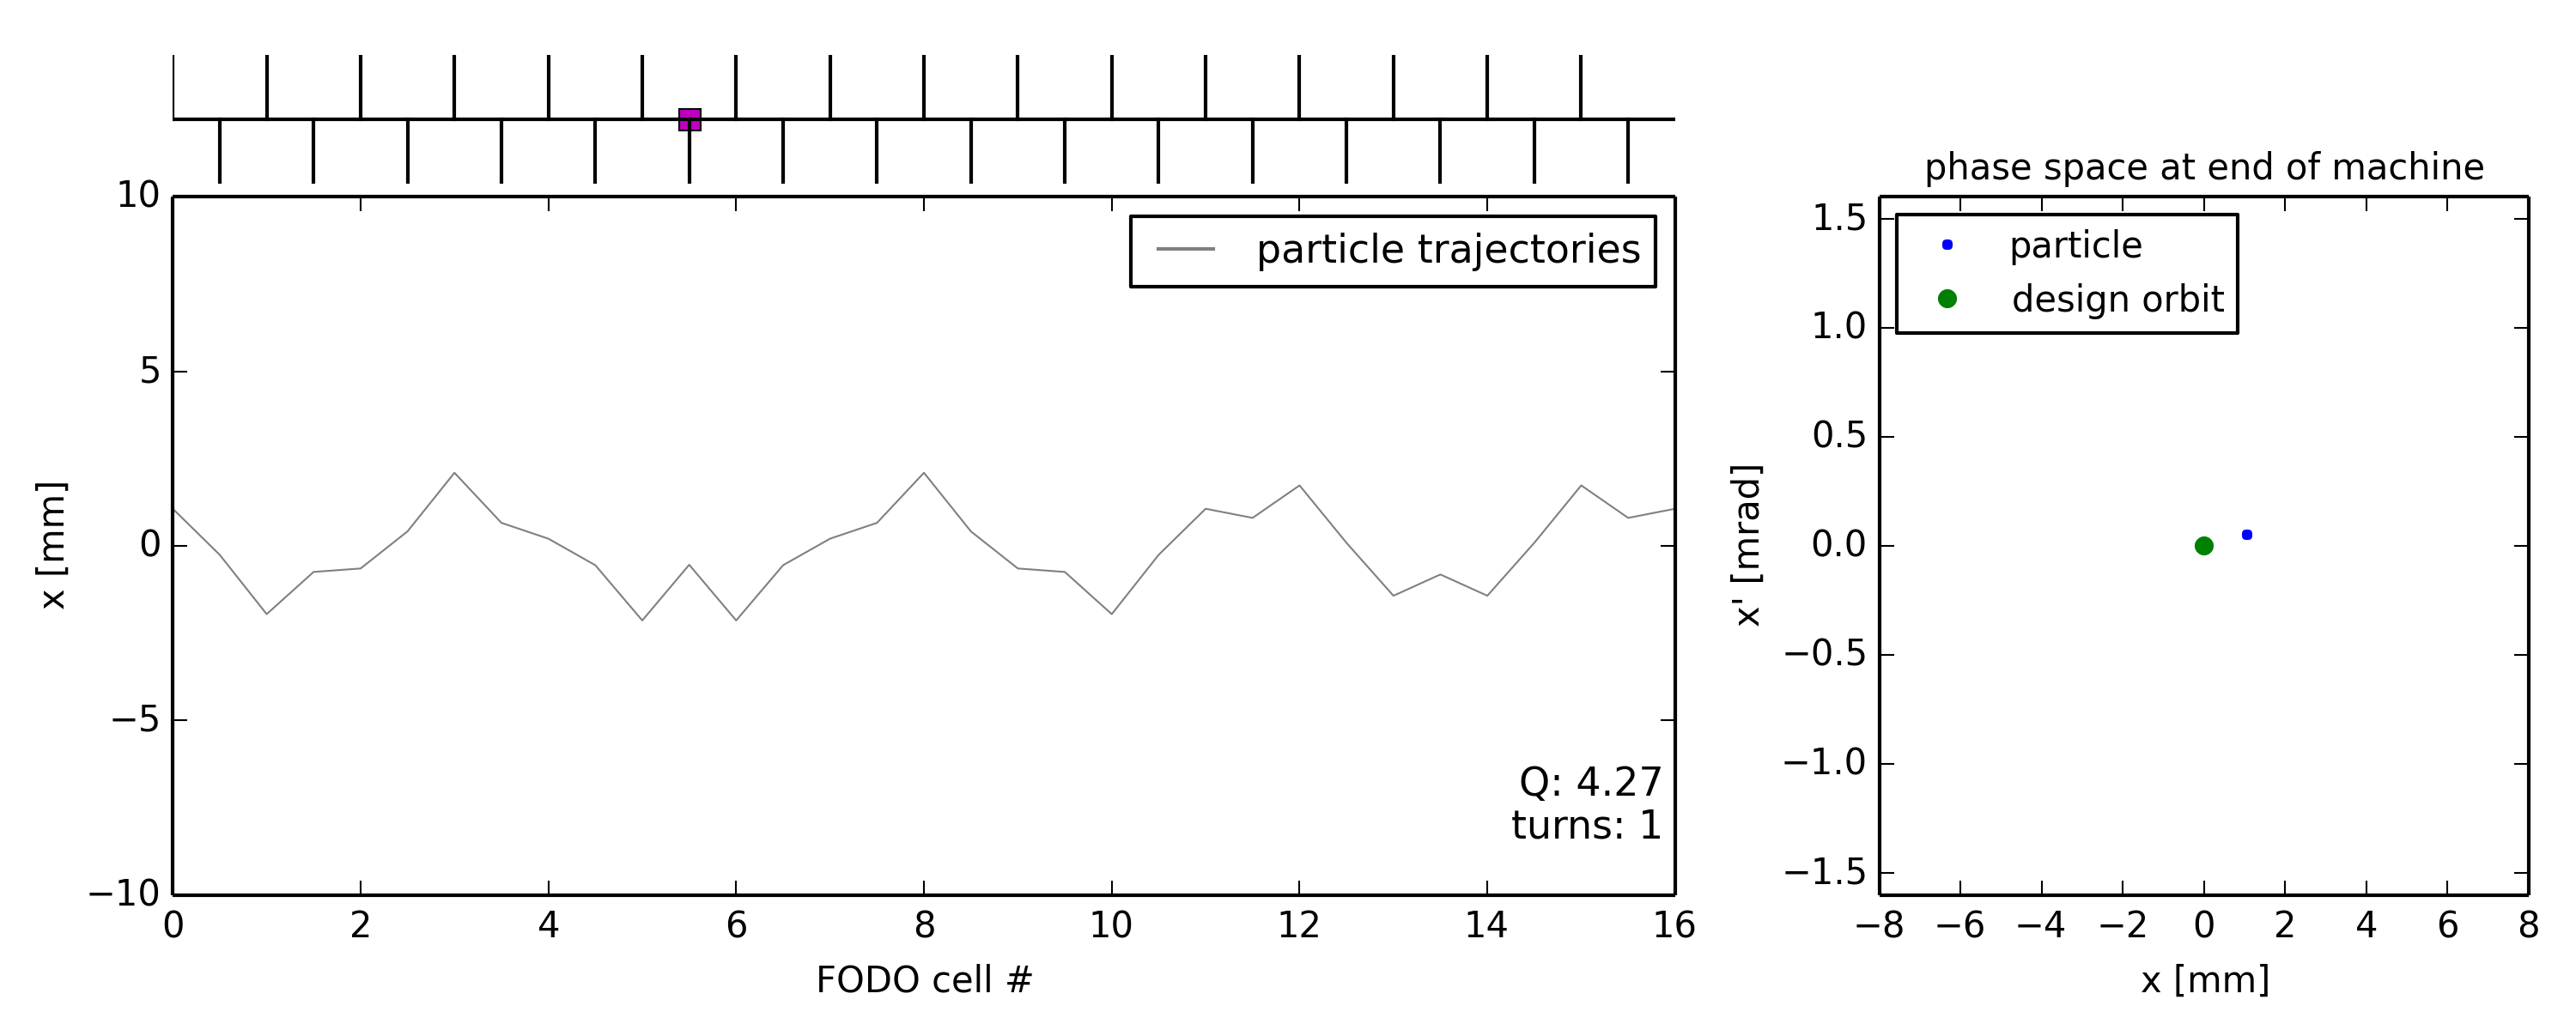 10
5
0
−5
−10
x [mm]
particle trajectories
Q: 4.27
turns: 1
0 2 4 6 8 10 12 14 16
FODO cell #
phase space at end of machine
1.5
1.0
0.5
0.0
−0.5
−1.0
−1.5
x' [mrad]
particle
design orbit
−8 −6 −4 −2 0 2 4 6 8
x [mm]